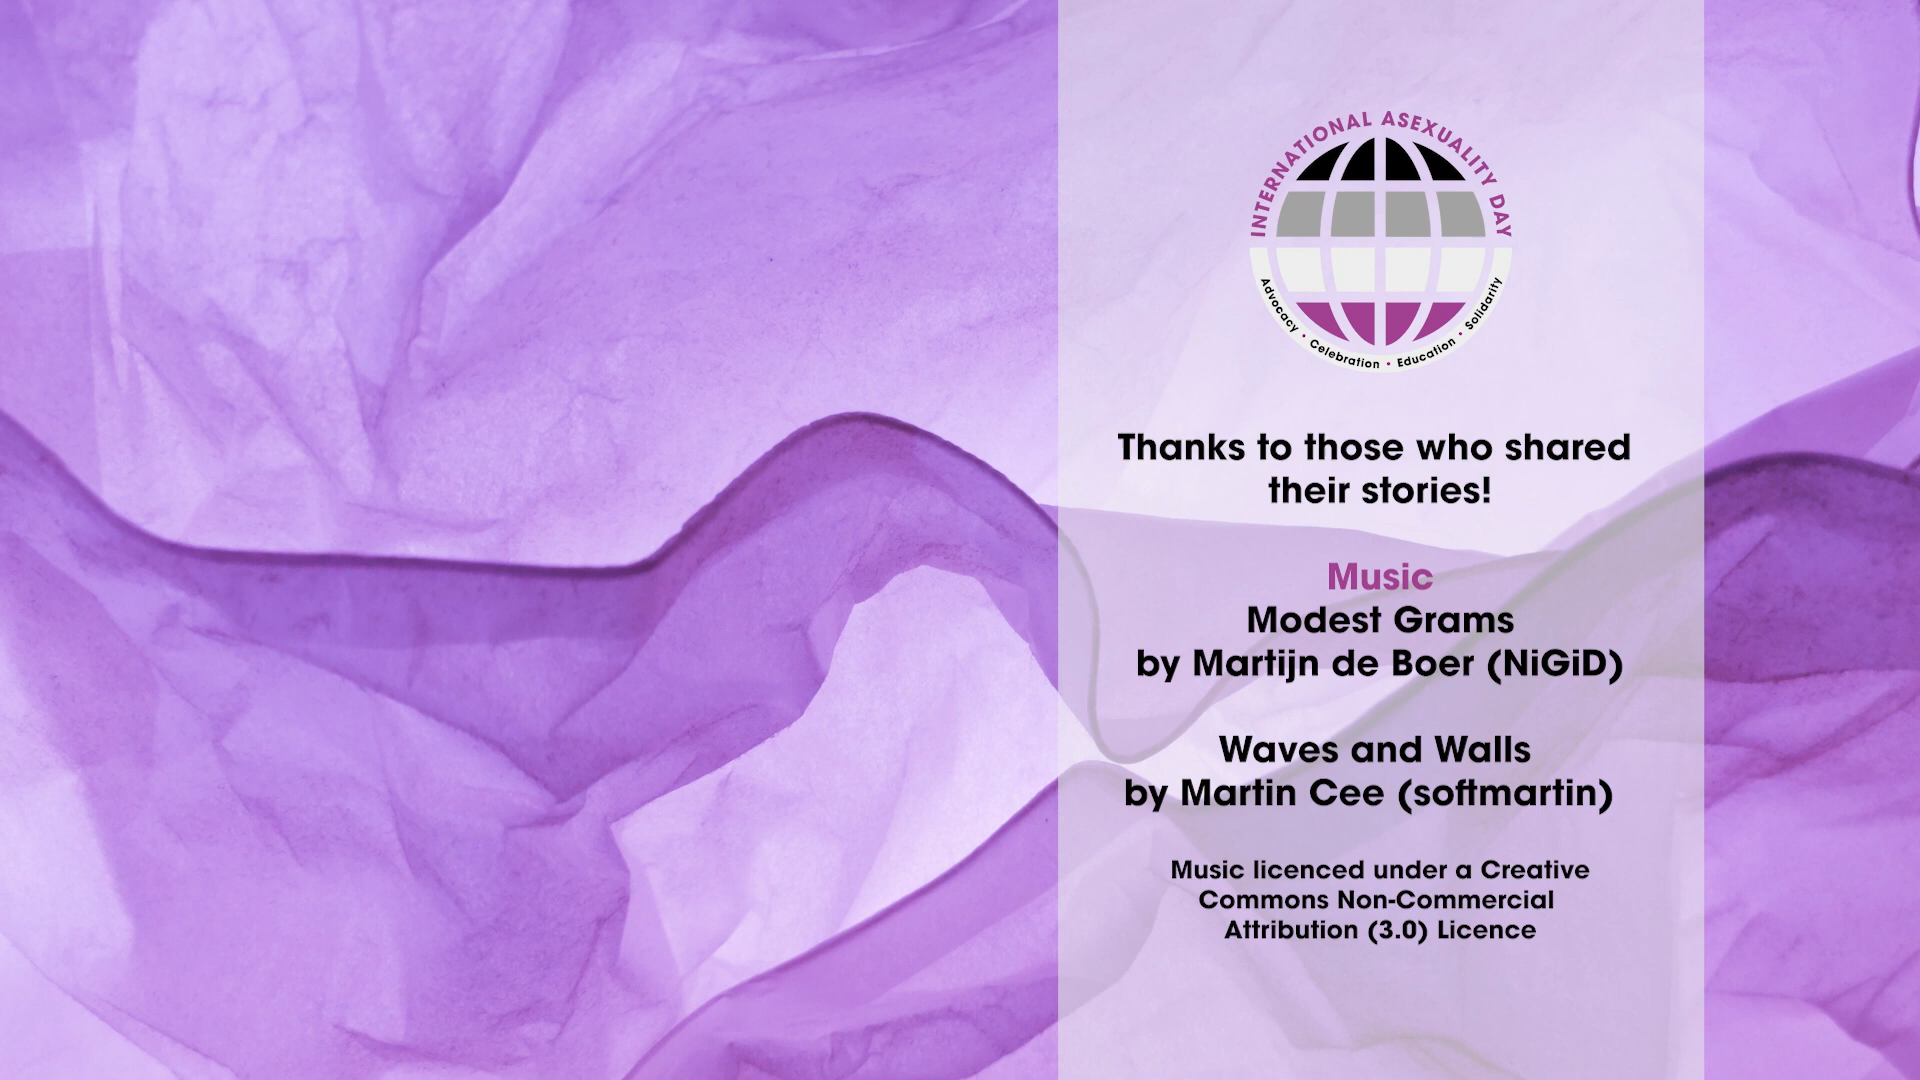 INTERNATIONAL ASEXUALITY DAY
Advocacy • Celebration • Education • Solidarity
Thanks to those who shared
their stories!
Music
Modest Grams
by Martijn de Boer (NiGiD)
Waves and Walls
by Martin Cee (softmartin)
Music licenced under a Creative
Commons Non-Commercial
Attribution (3.0) Licence